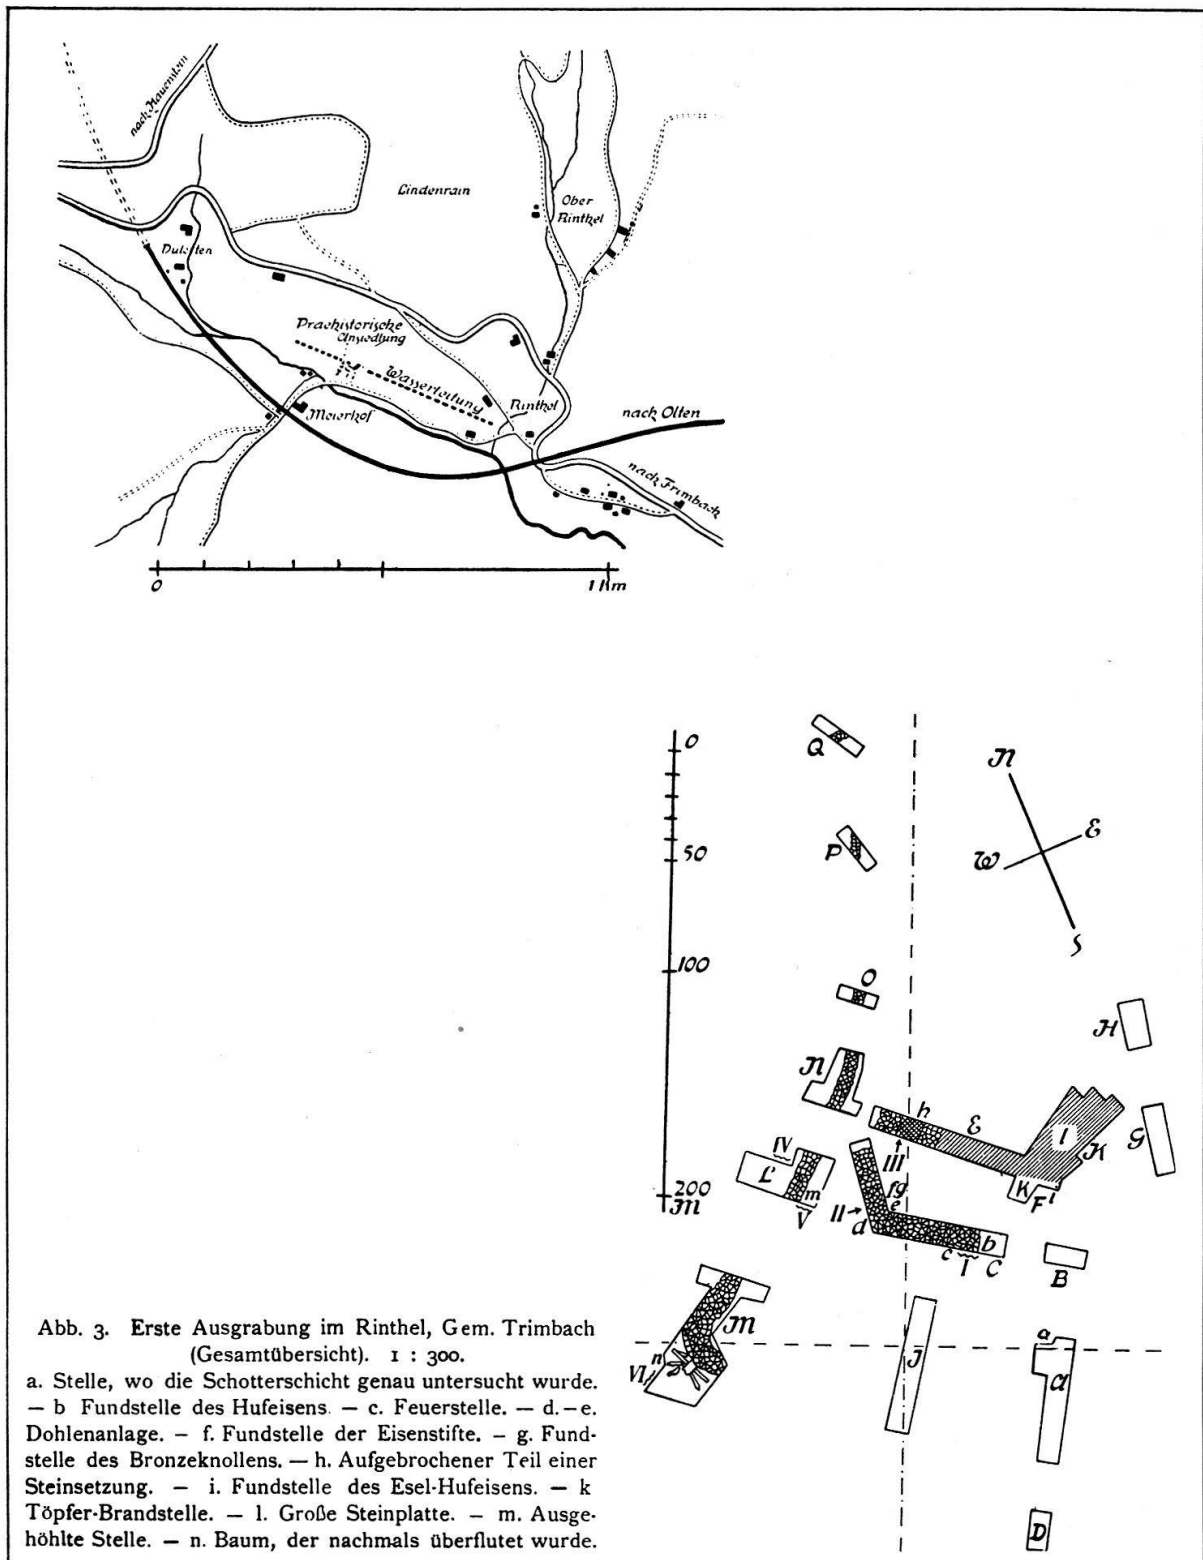 nach Hauenstein
Lindenrain
Ober
Rinthel
Dulliten
Praehistorische
Ansiedlung
Wasserleitung
Rinthel
Meierhof
nach Olten
nach Trimbach
0
1 Km
0
50
100
200
M
N
E
W
S
Q
P
O
N
H
h
E
l
K
G
IV
III
L
m
V
K
F
i
fg
e
II
d
b
c
I
C
B
M
n
VI
J
a
A
D
Abb. 3. Erste Ausgrabung im Rinthel, Gem. Trimbach
(Gesamtübersicht). 1 : 300.
a. Stelle, wo die Schotterschicht genau untersucht wurde.
— b Fundstelle des Hufeisens. — c. Feuerstelle. — d.–e.
Dohlenanlage. – f. Fundstelle der Eisenstifte. – g. Fund-
stelle des Bronzeknollens. — h. Aufgebrochener Teil einer
Steinsetzung. – i. Fundstelle des Esel-Hufeisens. – k
Töpfer-Brandstelle. – l. Große Steinplatte. – m. Ausge-
höhlte Stelle. — n. Baum, der nachmals überflutet wurde.